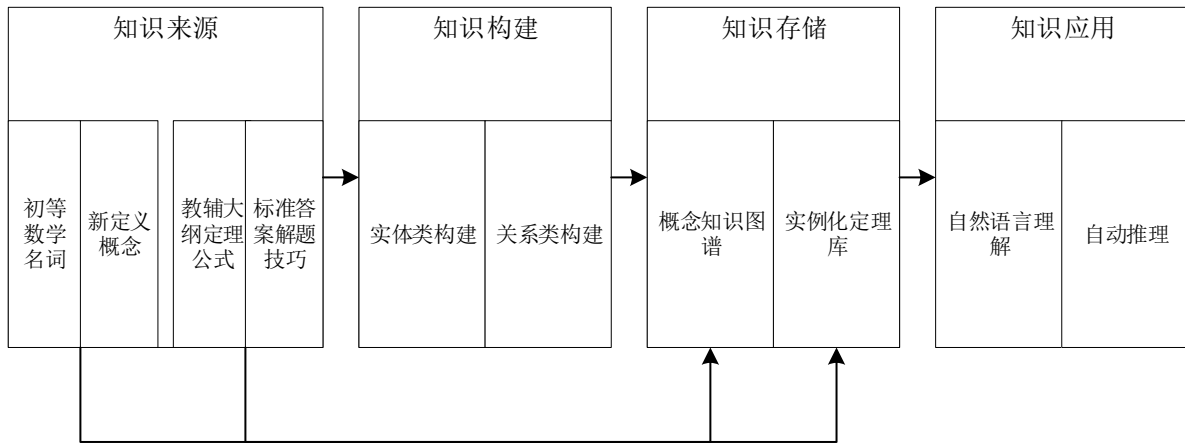 知识来源
知识构建
知识存储
知识应用
初等
数学
名词
新定义
概念
教辅大
纲定理
公式
标准答
案解题
技巧
实体类构建
关系类构建
概念知识图
谱
实例化定理
库
自然语言理
解
自动推理